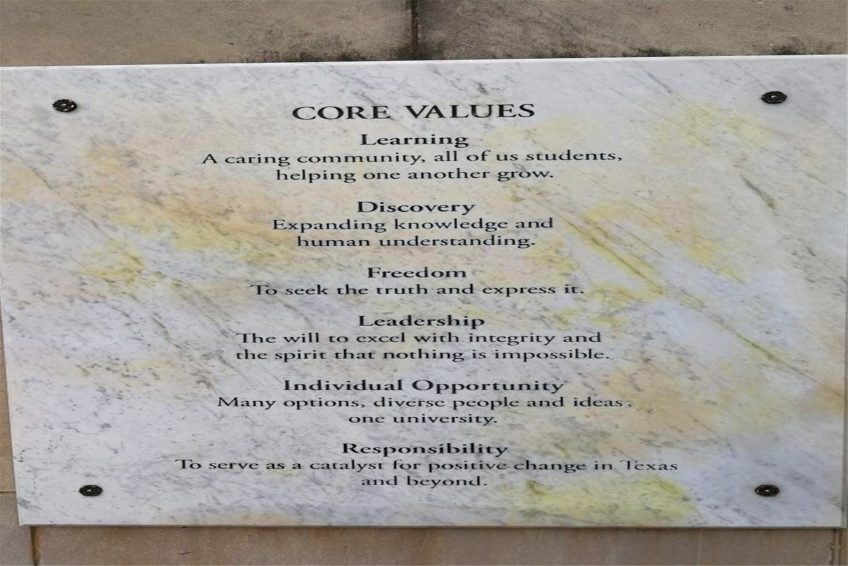 CORE VALUES
Learning
A caring community, all of us students,
helping one another grow.
Discovery
Expanding knowledge and
human understanding.
Freedom
To seek the truth and express it.
Leadership
The will to excel with integrity and
the spirit that nothing is impossible.
Individual Opportunity
Many options, diverse people and ideas,
one university.
Responsibility
To serve as a catalyst for positive change in Texas
and beyond.